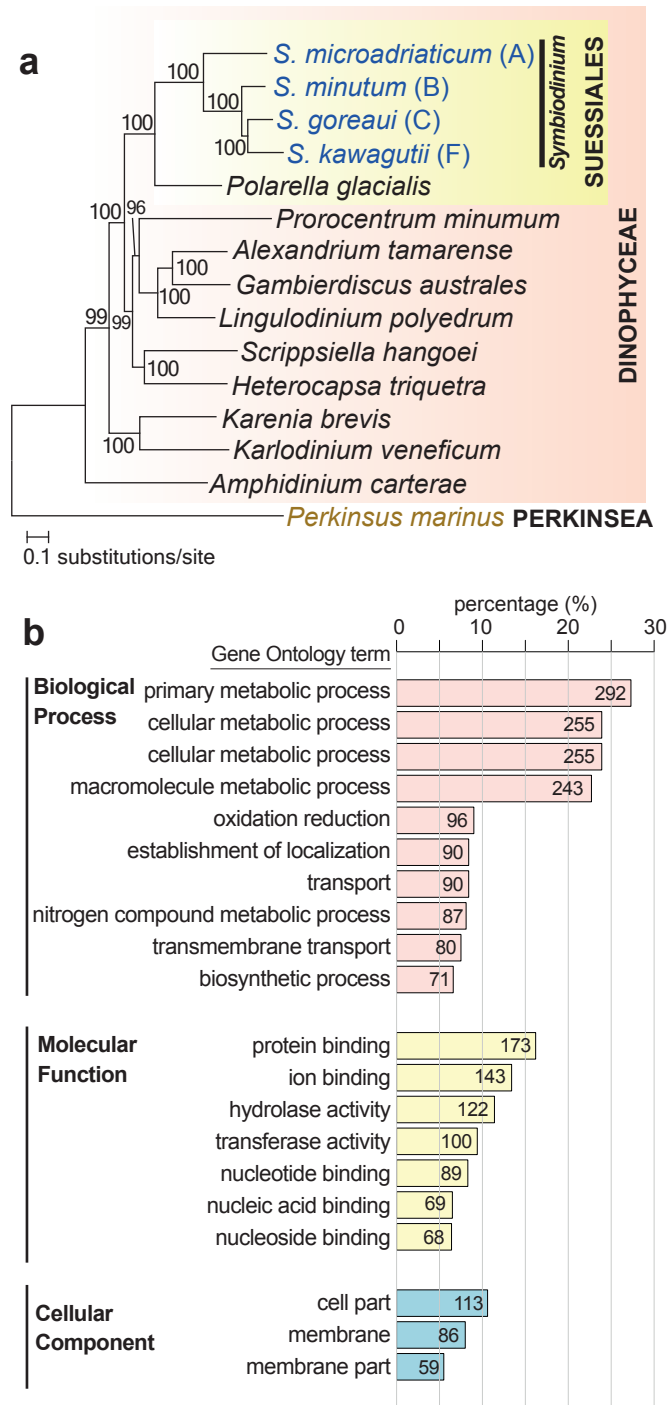 a
S. microadriaticum (A)
S. minutum (B)
S. goreaui (C)
S. kawagutii (F)
Polarella glacialis
Prorocentrum minumum
Alexandrium tamarense
Gambierdiscus australes
Lingulodinium polyedrum
Scrippsiella hangoei
Heterocapsa triquetra
Karenia brevis
Karlodinium veneficum
Amphidinium carterae
Perkinsus marinus PERKINSEA
Symbiodinium
SUESSIALES
DINOPHYCEAE
100
100
100
100
100
96
100
100
99
100
99
100
0.1 substitutions/site
b
percentage (%)
0 10 20 30
Gene Ontology term
Biological
Process
primary metabolic process 292
cellular metabolic process 255
cellular metabolic process 255
macromolecule metabolic process 243
oxidation reduction 96
establishment of localization 90
transport 90
nitrogen compound metabolic process 87
transmembrane transport 80
biosynthetic process 71
Molecular
Function
protein binding 173
ion binding 143
hydrolase activity 122
transferase activity 100
nucleotide binding 89
nucleic acid binding 69
nucleoside binding 68
Cellular
Component
cell part 113
membrane 86
membrane part 59